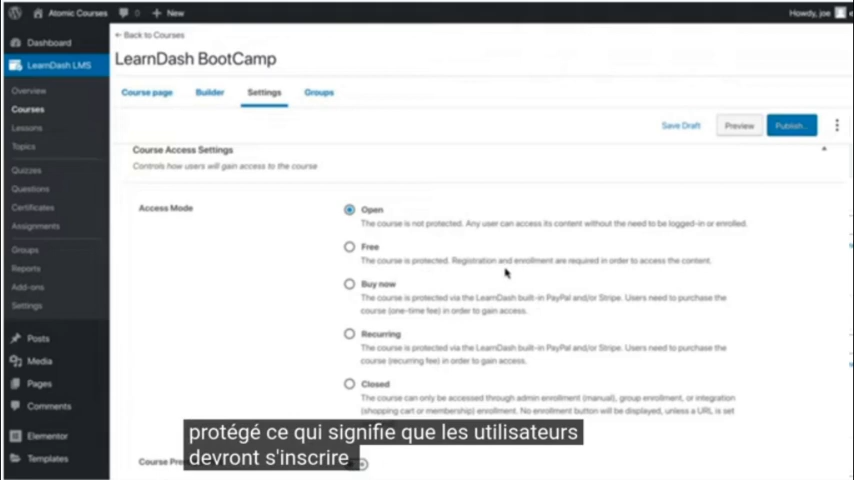 Atomic Courses 0 + New Howdy, joe
Dashboard
LearnDash LMS
Overview
Courses
Lessons
Topics
Quizzes
Questions
Certificates
Assignments
Groups
Reports
Add-ons
Settings
Posts
Media
Pages
Comments
Elementor
Templates
← Back to Courses
LearnDash BootCamp
Course page Builder Settings Groups
Save Draft Preview Publish...
Course Access Settings
Controls how users will gain access to the course
Access Mode
Open
The course is not protected. Any user can access its content without the need to be logged-in or enrolled.
Free
The course is protected. Registration and enrollment are required in order to access the content.
Buy now
The course is protected via the LearnDash built-in PayPal and/or Stripe. Users need to purchase the
course (one-time fee) in order to gain access.
Recurring
The course is protected via the LearnDash built-in PayPal and/or Stripe. Users need to purchase the
course (recurring fee) in order to gain access.
Closed
The course can only be accessed through admin enrollment (manual), group enrollment, or integration
(shopping cart or membership) enrollment. No enrollment button will be displayed, unless a URL is set
Course
protégé ce qui signifie que les utilisateurs
devront s'inscrire